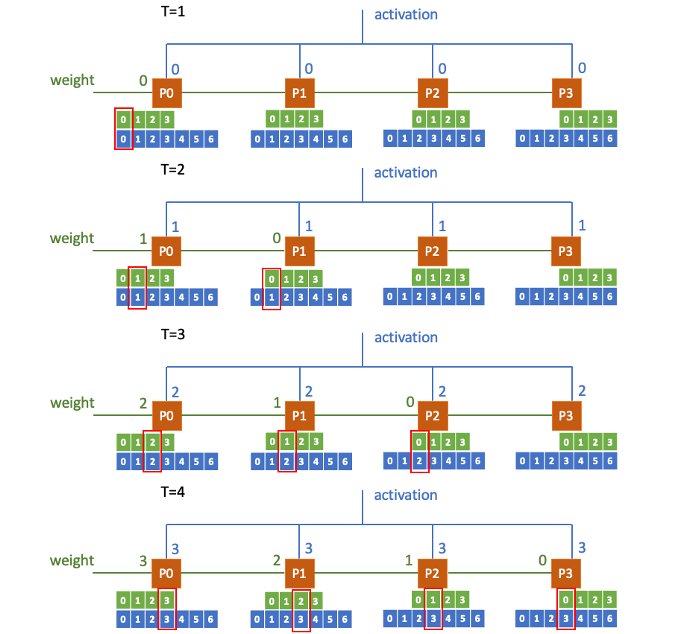 T=1
activation
0 0 0 0
weight 0
P0 P1 P2 P3
0 1 2 3 0 1 2 3 0 1 2 3 0 1 2 3
0 1 2 3 4 5 6 0 1 2 3 4 5 6 0 1 2 3 4 5 6 0 1 2 3 4 5 6
T=2
activation
1 1 1 1
weight 1 0
P0 P1 P2 P3
0 1 2 3 0 1 2 3 0 1 2 3 0 1 2 3
0 1 2 3 4 5 6 0 1 2 3 4 5 6 0 1 2 3 4 5 6 0 1 2 3 4 5 6
T=3
activation
2 2 2 2
weight 2 1 0
P0 P1 P2 P3
0 1 2 3 0 1 2 3 0 1 2 3 0 1 2 3
0 1 2 3 4 5 6 0 1 2 3 4 5 6 0 1 2 3 4 5 6 0 1 2 3 4 5 6
T=4
activation
3 3 3 3
weight 3 2 1 0
P0 P1 P2 P3
0 1 2 3 0 1 2 3 0 1 2 3 0 1 2 3
0 1 2 3 4 5 6 0 1 2 3 4 5 6 0 1 2 3 4 5 6 0 1 2 3 4 5 6